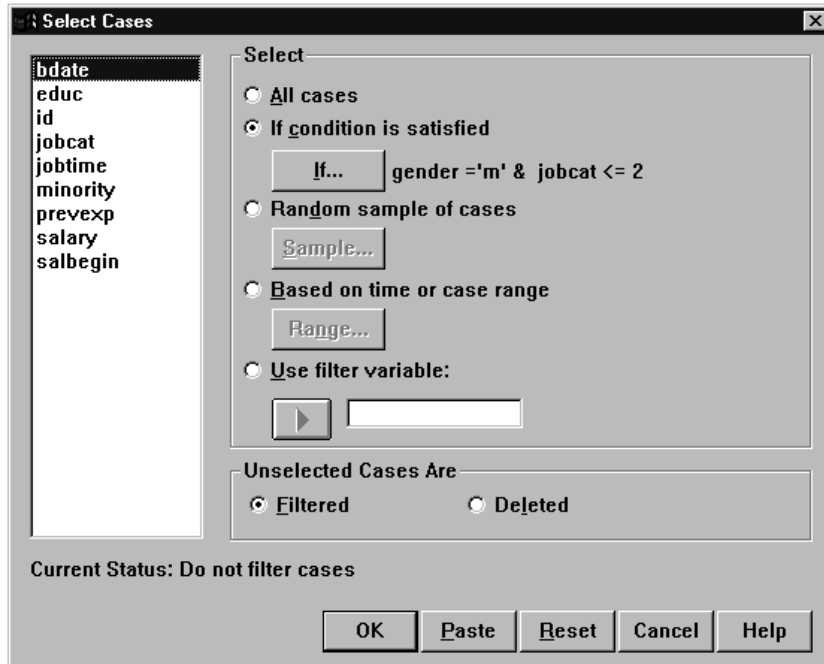 Select Cases
bdate
educ
id
jobcat
jobtime
minority
prevexp
salary
salbegin
Select
All cases
If condition is satisfied
If... gender ='m' & jobcat <= 2
Random sample of cases
Sample...
Based on time or case range
Range...
Use filter variable:
Unselected Cases Are
Filtered Deleted
Current Status: Do not filter cases
OK Paste Reset Cancel Help